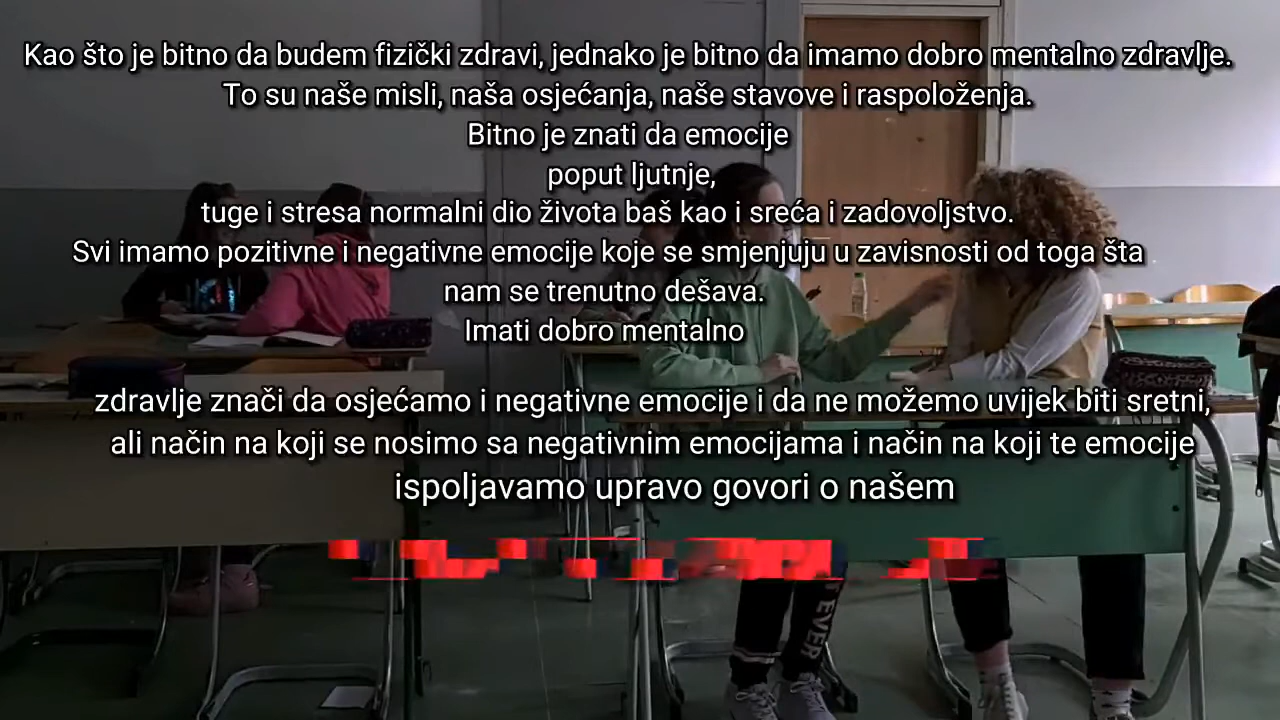 Kao što je bitno da budem fizički zdravi, jednako je bitno da imamo dobro mentalno zdravlje.
To su naše misli, naša osjećanja, naše stavove i raspoloženja.
Bitno je znati da emocije
poput ljutnje,
tuge i stresa normalni dio života baš kao i sreća i zadovoljstvo.
Svi imamo pozitivne i negativne emocije koje se smjenjuju u zavisnosti od toga šta
nam se trenutno dešava.
Imati dobro mentalno
zdravlje znači da osjećamo i negativne emocije i da ne možemo uvijek biti sretni,
ali način na koji se nosimo sa negativnim emocijama i način na koji te emocije
ispoljavamo upravo govori o našem
EVER